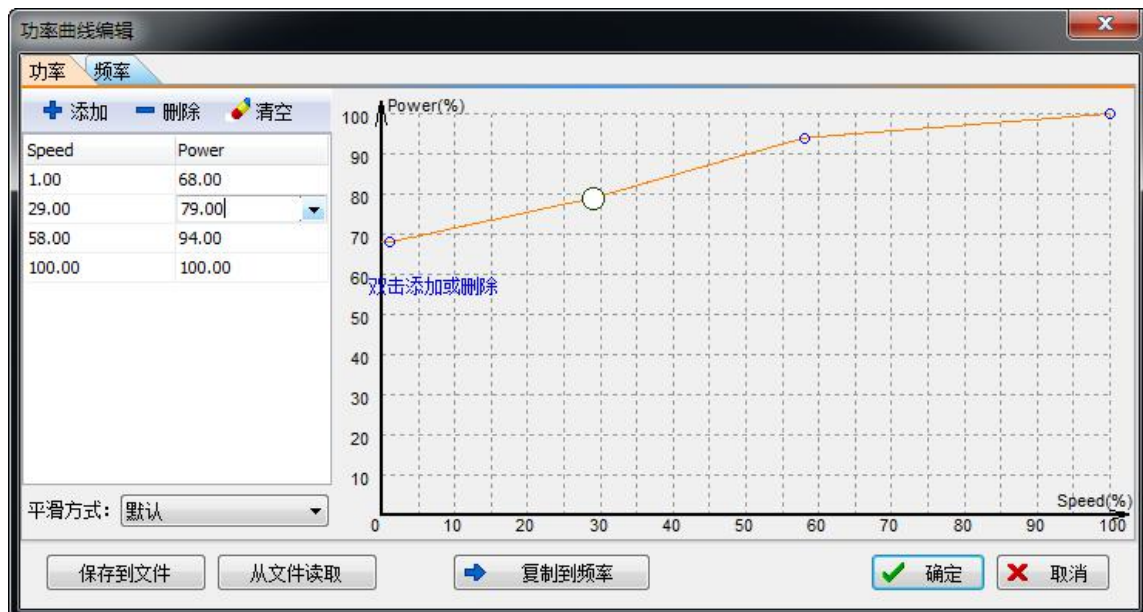 功率曲线编辑
功率 频率
添加 删除 清空
Speed Power
1.00 68.00
29.00 79.00
58.00 94.00
100.00 100.00
平滑方式: 默认
Power(%)
100
90
80
70
60
双击添加或删除
50
40
30
20
10
Speed(%)
0 10 20 30 40 50 60 70 80 90 100
保存到文件 从文件读取 复制到频率 确定 取消